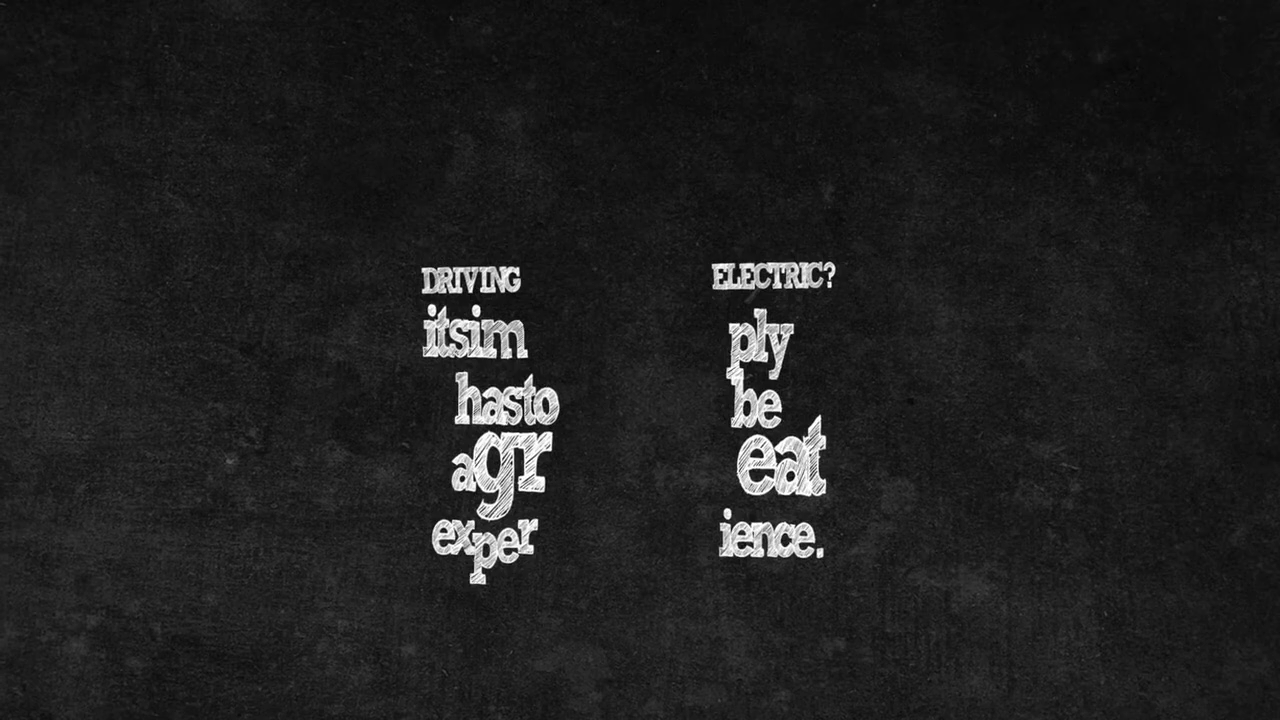 DRIVING ELECTRIC?
itsim ply
hasto be
agr eat
exper ience.